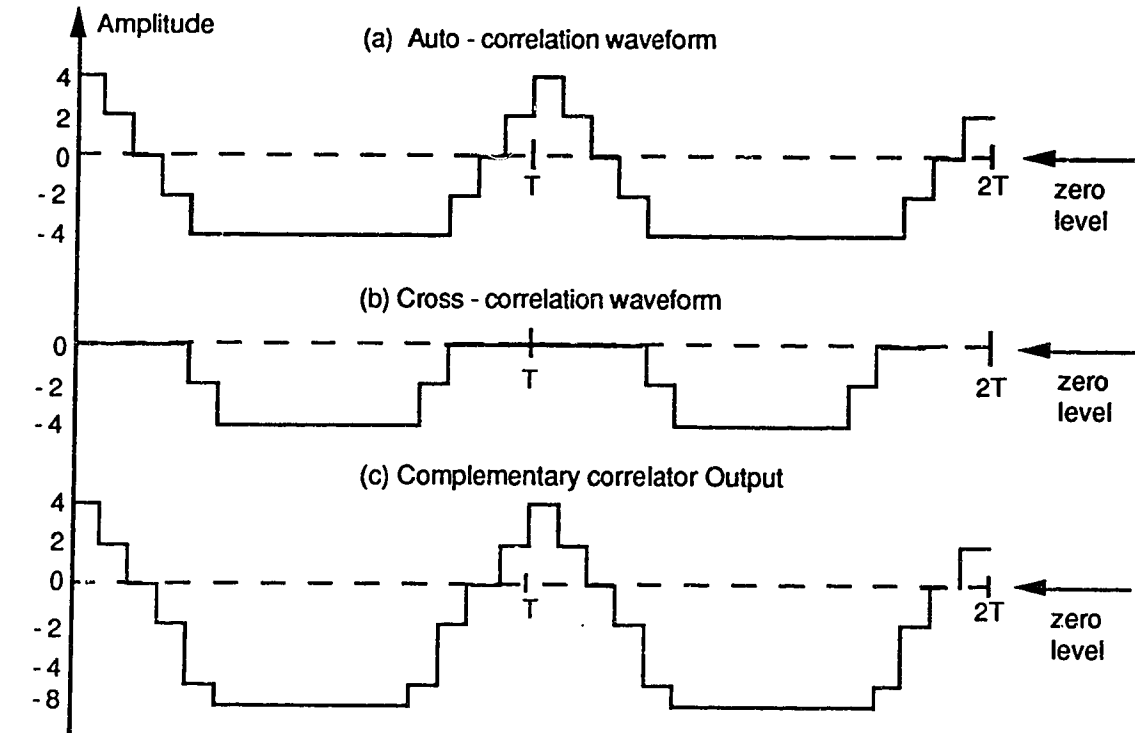 Amplitude
(a) Auto - correlation waveform
4
2
0
- 2
- 4
T
2T
zero
level
(b) Cross - correlation waveform
0
- 2
- 4
T
2T
zero
level
(c) Complementary correlator Output
4
2
0
- 2
- 4
- 8
T
2T
zero
level